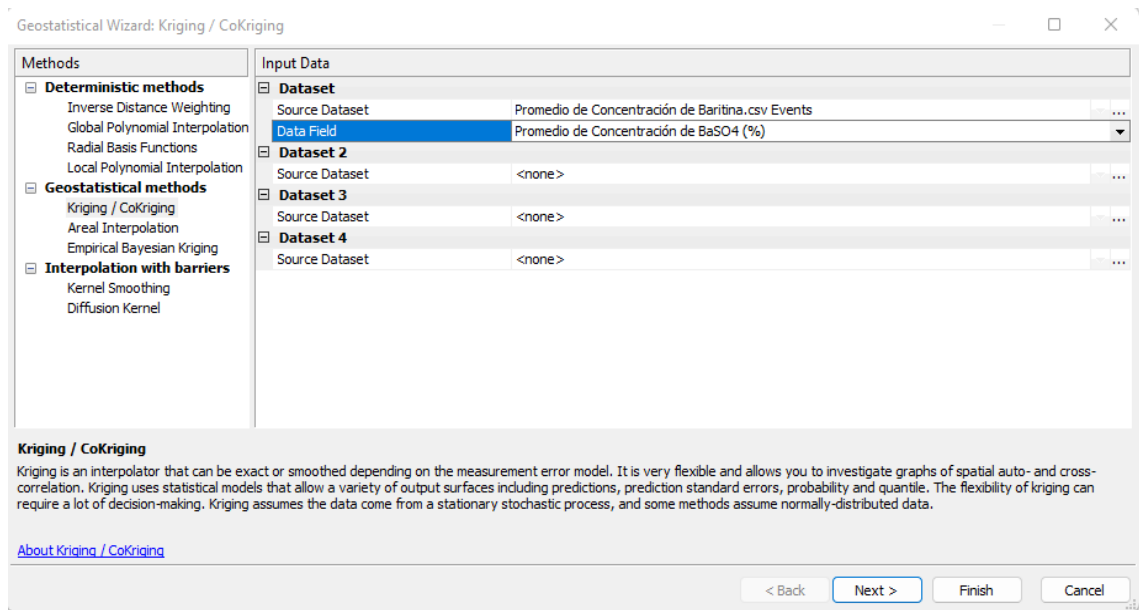 Geostatistical Wizard: Kriging / CoKriging
Methods
Deterministic methods
Inverse Distance Weighting
Global Polynomial Interpolation
Radial Basis Functions
Local Polynomial Interpolation
Geostatistical methods
Kriging / CoKriging
Areal Interpolation
Empirical Bayesian Kriging
Interpolation with barriers
Kernel Smoothing
Diffusion Kernel
Input Data
Dataset
Source Dataset Promedio de Concentración de Baritina.csv Events ...
Data Field Promedio de Concentración de BaSO4 (%)
Dataset 2
Source Dataset <none> ...
Dataset 3
Source Dataset <none> ...
Dataset 4
Source Dataset <none> ...
Kriging / CoKriging
Kriging is an interpolator that can be exact or smoothed depending on the measurement error model. It is very flexible and allows you to investigate graphs of spatial auto- and cross-
correlation. Kriging uses statistical models that allow a variety of output surfaces including predictions, prediction standard errors, probability and quantile. The flexibility of kriging can
require a lot of decision-making. Kriging assumes the data come from a stationary stochastic process, and some methods assume normally-distributed data.
About Kriging / CoKriging
< Back Next > Finish Cancel